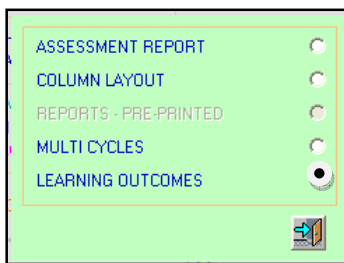 ASSESSMENT REPORT
COLUMN LAYOUT
REPORTS - PRE-PRINTED
MULTI CYCLES
LEARNING OUTCOMES